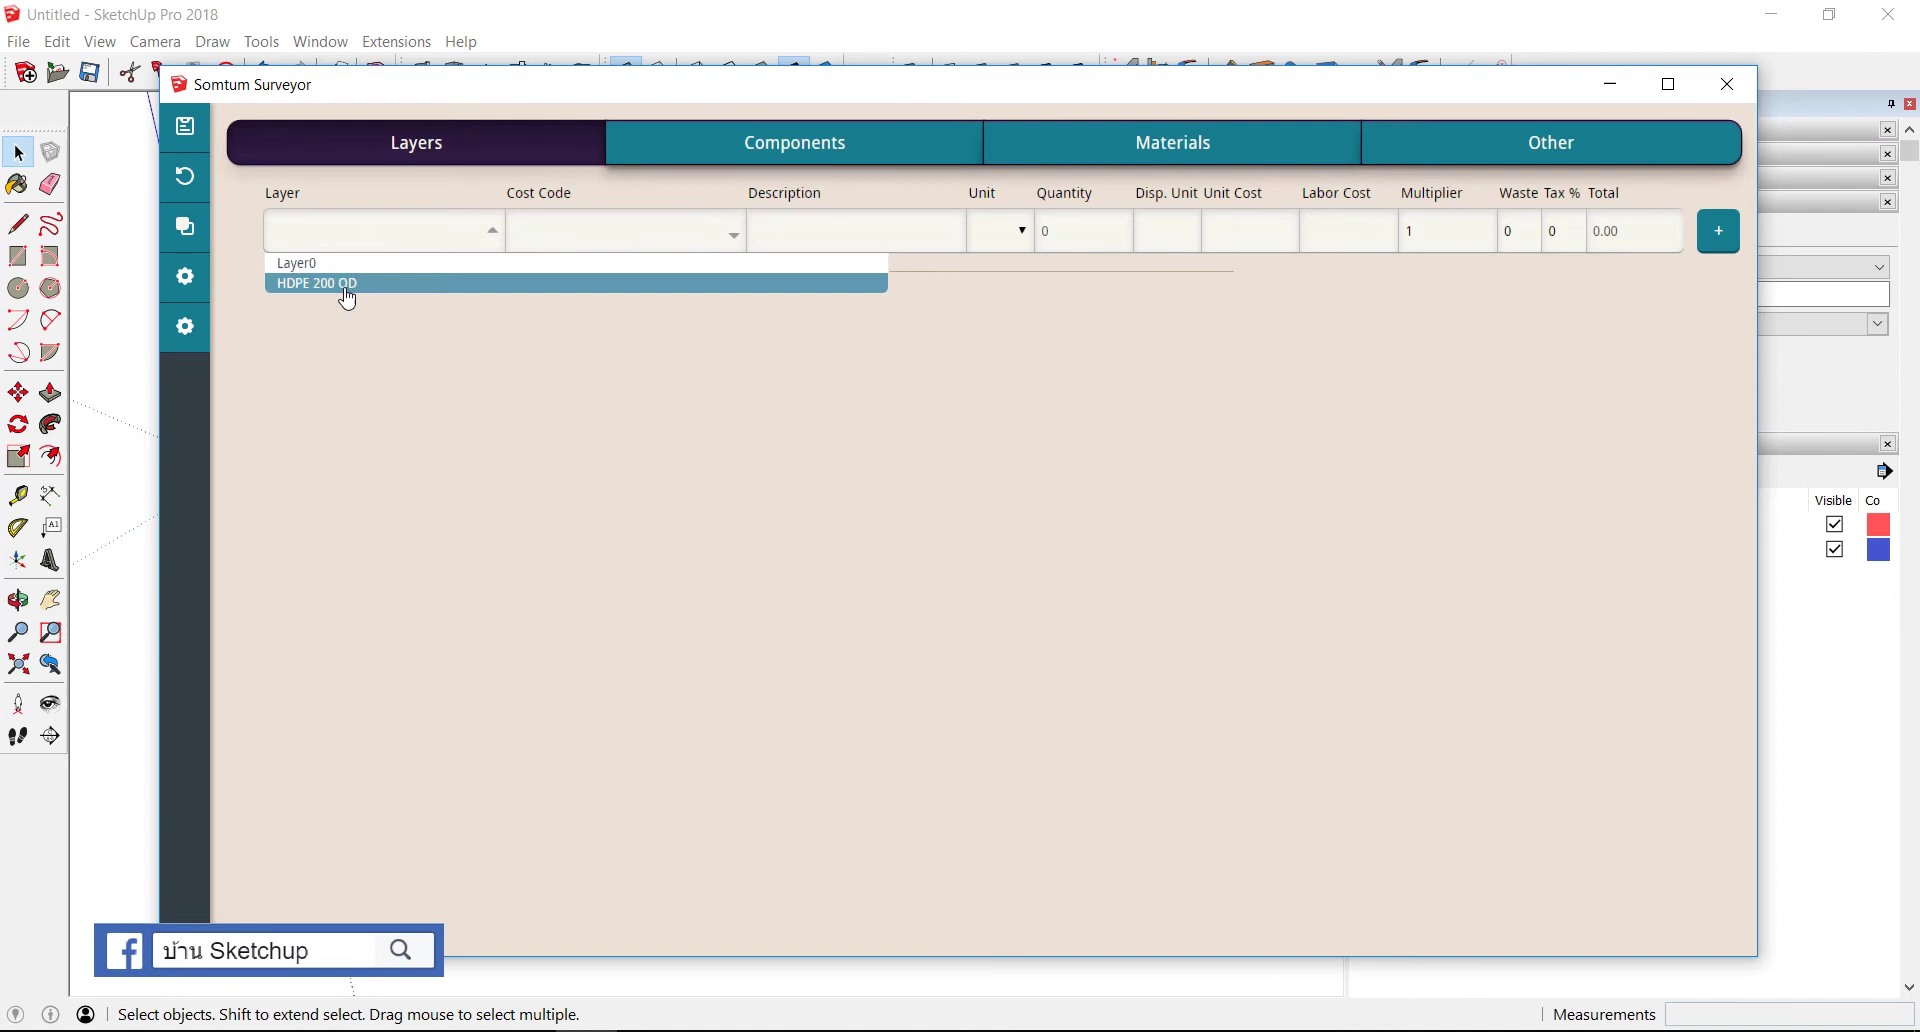 Untitled - SketchUp Pro 2018
File Edit View Camera Draw Tools Window Extensions Help
Somtum Surveyor
Layers Components Materials Other
Layer Cost Code Description Unit Quantity Disp. Unit Unit Cost Labor Cost Multiplier Waste Tax % Total
0 1 0 0 0.00 +
Layer0
HDPE 200 OD
Visible Co
A1
บ้าน Sketchup
Select objects. Shift to extend select. Drag mouse to select multiple.
Measurements